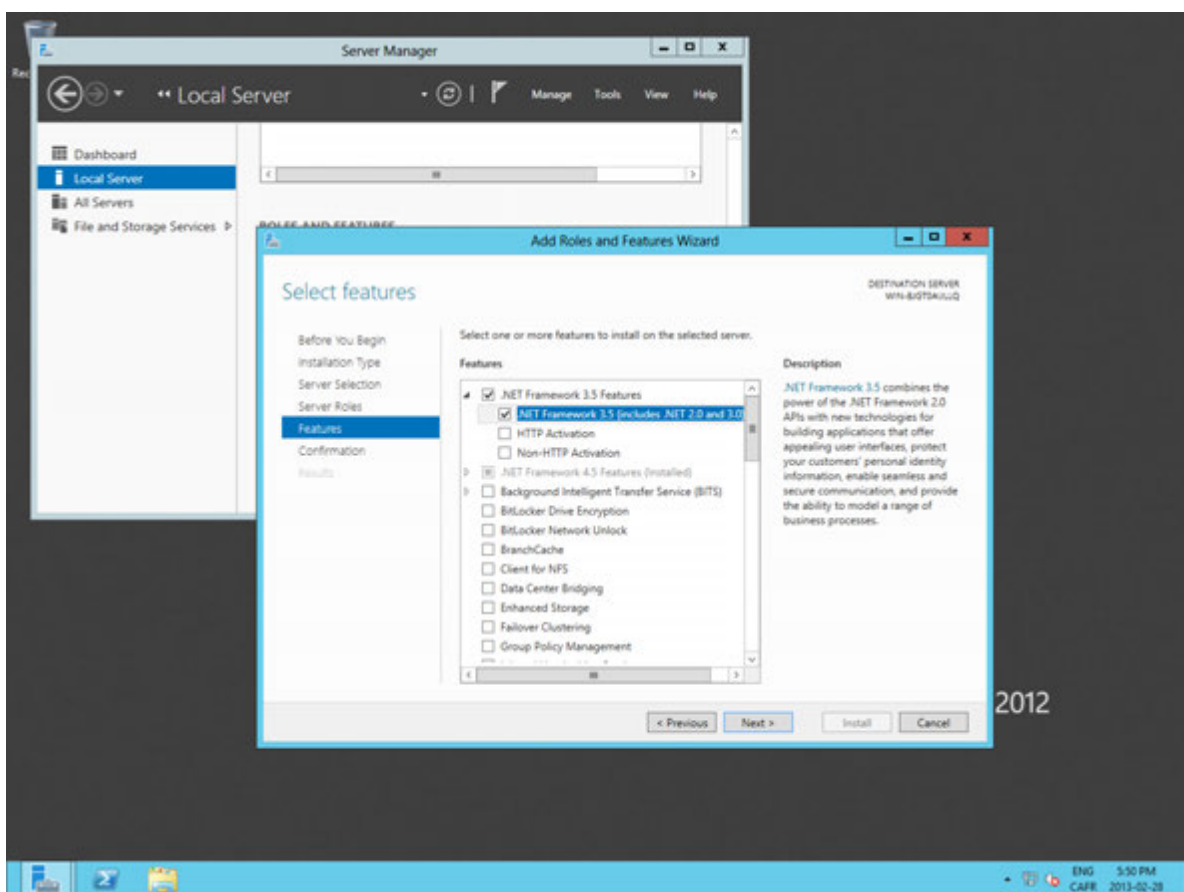 Server Manager
Local Server
Manage Tools View Help
Dashboard
Local Server
All Servers
File and Storage Services
ROLES AND FEATURES
Add Roles and Features Wizard
Select features
DESTINATION SERVER
Before You Begin
Installation Type
Server Selection
Server Roles
Features
Confirmation
Results
Select one or more features to install on the selected server.
Features
.NET Framework 3.5 Features
.NET Framework 3.5 (includes .NET 2.0 and 3.0)
HTTP Activation
Non-HTTP Activation
.NET Framework 4.5 Features (Installed)
Background Intelligent Transfer Service (BITS)
BitLocker Drive Encryption
BitLocker Network Unlock
BranchCache
Client for NFS
Data Center Bridging
Enhanced Storage
Failover Clustering
Group Policy Management
Description
.NET Framework 3.5 combines the
power of the .NET Framework 2.0
APIs with new technologies for
building applications that offer
appealing user interfaces, protect
your customers' personal identity
information, enable seamless and
secure communication, and provide
the ability to model a range of
business processes.
< Previous Next > Install Cancel
2012
ENG 5:50 PM
CAFR 2013-02-28